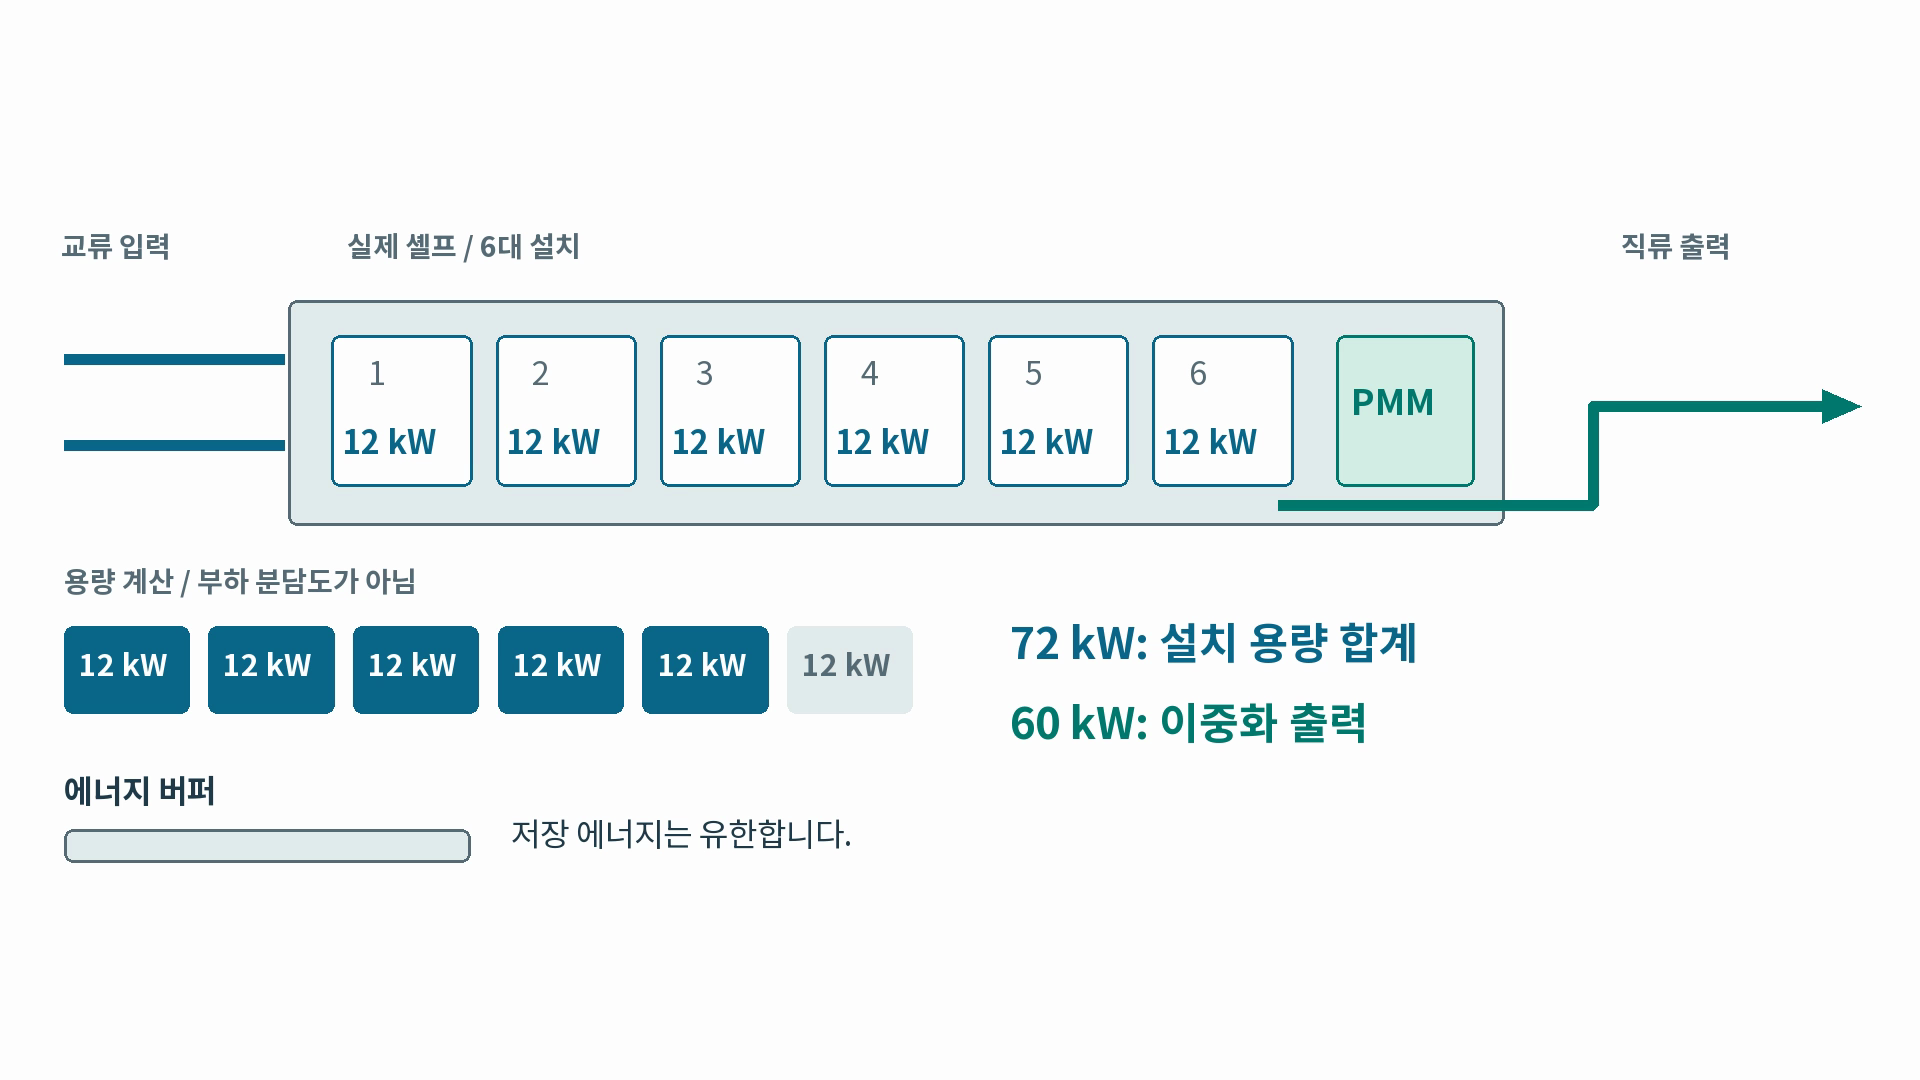 교류 입력
실제 셸프 / 6대 설치
직류 출력
1 2 3 4 5 6
PMM
12 kW 12 kW 12 kW 12 kW 12 kW 12 kW
용량 계산 / 부하 분담도가 아님
12 kW 12 kW 12 kW 12 kW 12 kW 12 kW
72 kW: 설치 용량 합계
60 kW: 이중화 출력
에너지 버퍼
저장 에너지는 유한합니다.